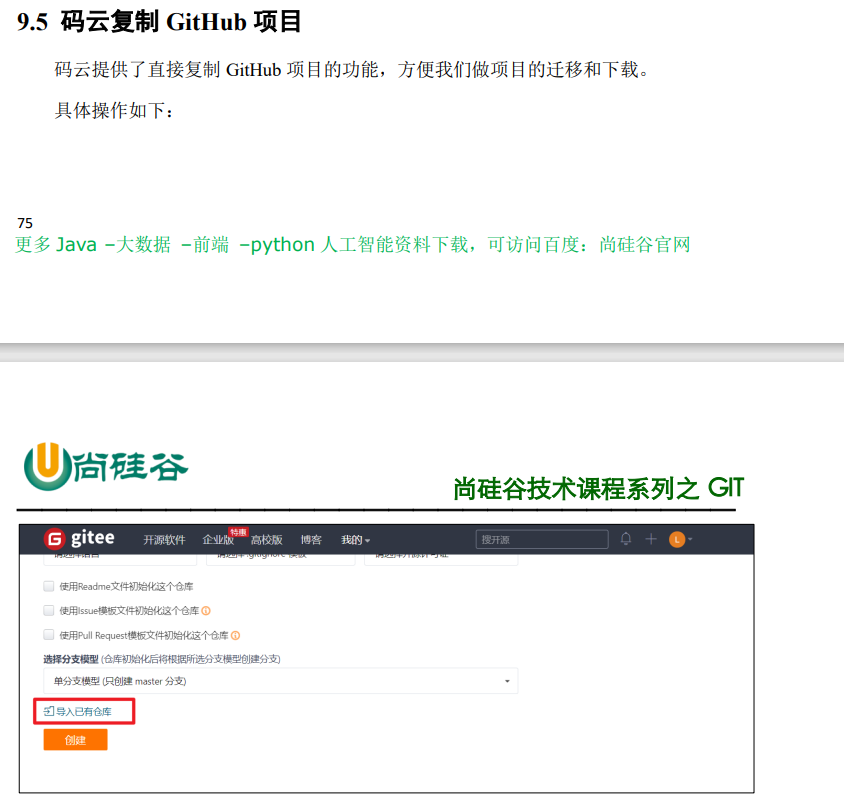 9.5 码云复制 GitHub 项目
码云提供了直接复制 GitHub 项目的功能，方便我们做项目的迁移和下载。
具体操作如下：
75
更多 Java –大数据 –前端 –python 人工智能资料下载，可访问百度：尚硅谷官网
尚硅谷
尚硅谷技术课程系列之 GIT
gitee 开源软件 企业版 特惠 高校版 博客 我的 搜开源 L
使用Readme文件初始化这个仓库
使用Issue模板文件初始化这个仓库
使用Pull Request模板文件初始化这个仓库
选择分支模型 (仓库初始化后将根据所选分支模型创建分支)
单分支模型 (只创建 master 分支)
导入已有仓库
创建